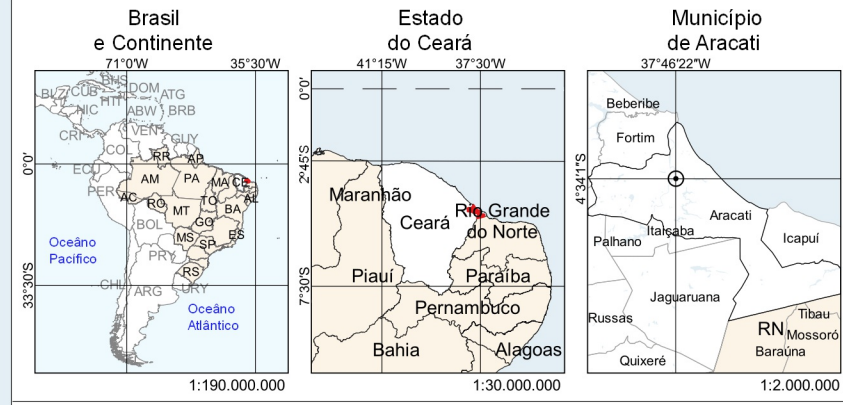 Brasil
e Continente
71°0'W
35°30'W
0°0'
33°30'S
BHS
BLZ
CUB
DOM
ATG
HTI
NIC
ABW
BRB
CRI
VEN
GUY
COL
RR
AP
ECU
AM
PA
MA
CE
PER
AC
RO
TO
AL
MT
BA
BOL
GO
MS
ES
SP
PRY
RS
CHL
ARG
URY
Oceâno
Pacífico
Oceâno
Atlântico
1:190.000.000
Estado
do Ceará
41°15'W
37°30'W
0°0'
2°45'S
7°30'S
Maranhão
Ceará
Rio Grande
do Norte
Piauí
Paraíba
Pernambuco
Bahia
Alagoas
1:30.000.000
Município
de Aracati
37°46'22"W
4°34'1"S
Beberibe
Fortim
Aracati
Itaiçaba
Palhano
Icapuí
Jaguaruana
Russas
Tibau
RN
Mossoró
Baraúna
Quixeré
1:2.000.000